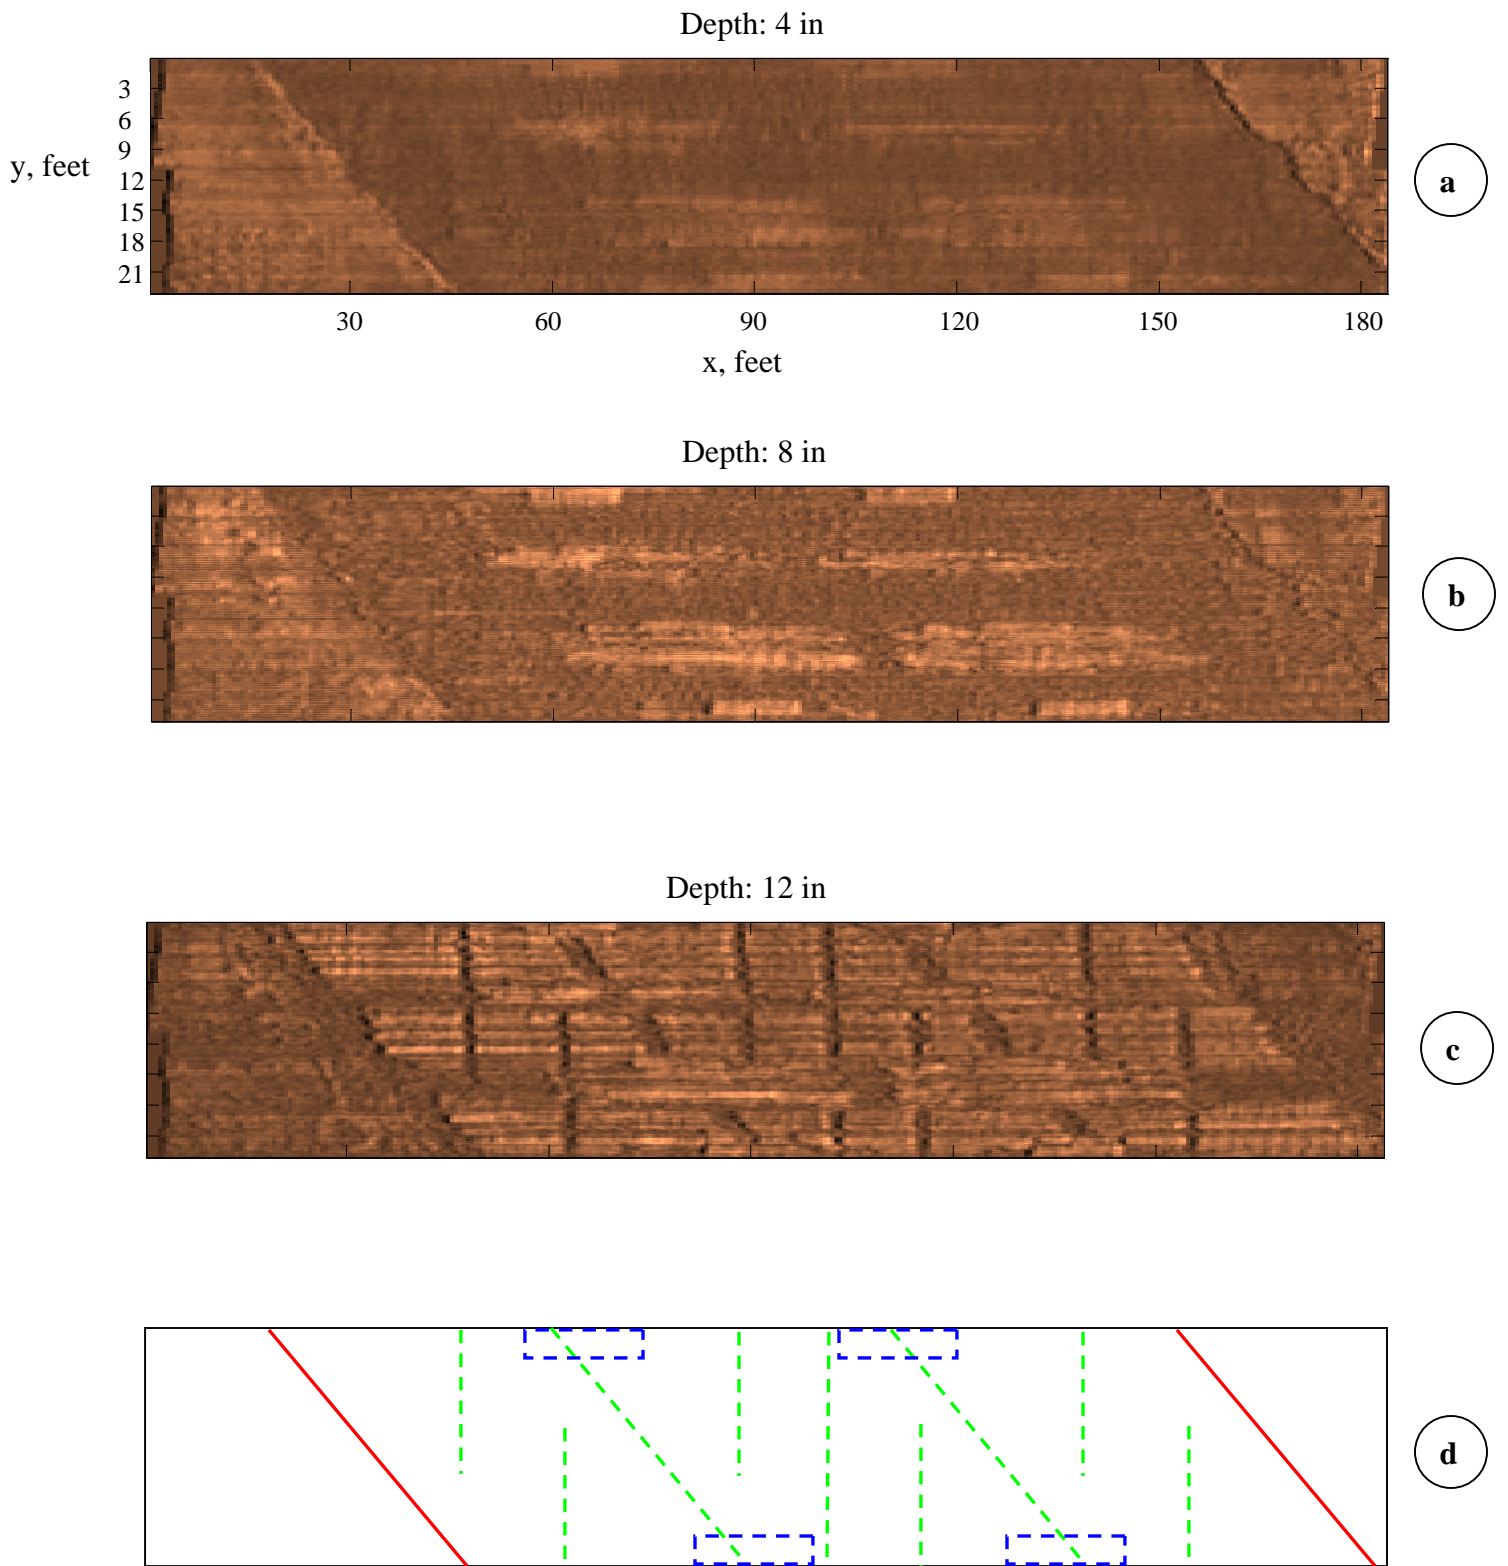 Depth: 4 in
3
6
9
y, feet
12
15
18
21
a
30 60 90 120 150 180
x, feet
Depth: 8 in
b
Depth: 12 in
c
d